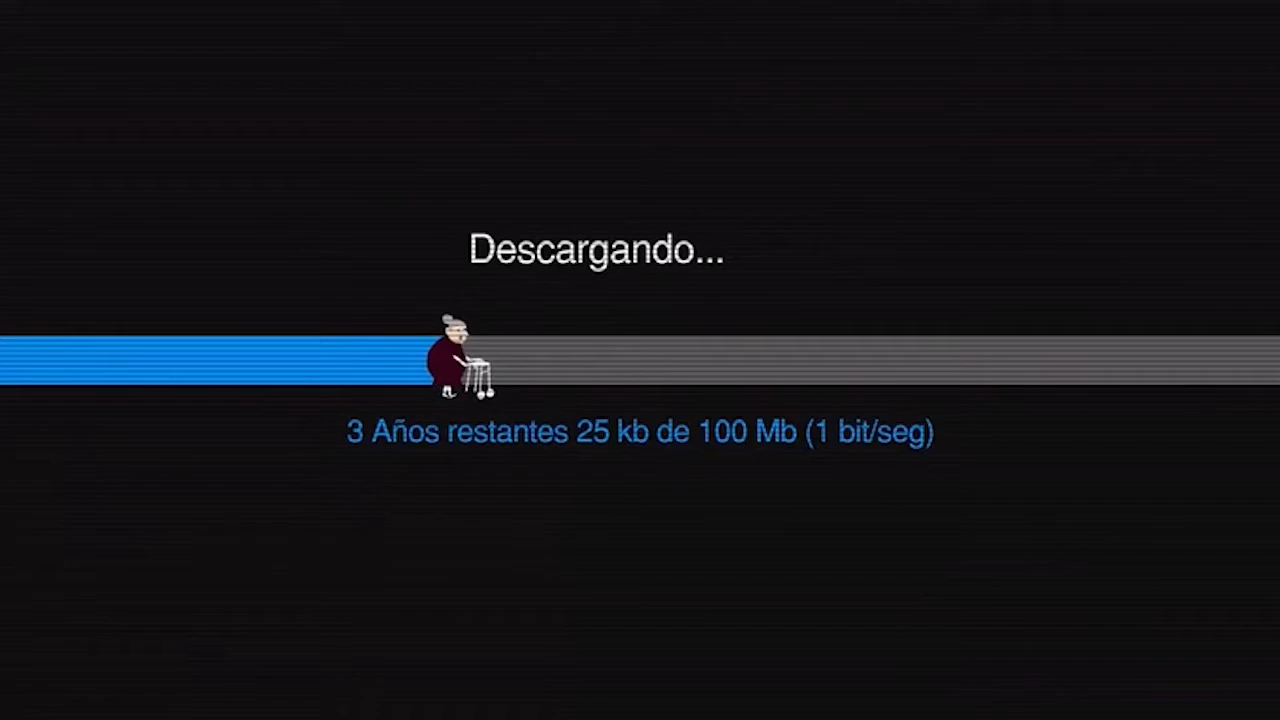 Descargando...
3 Años restantes 25 kb de 100 Mb (1 bit/seg)